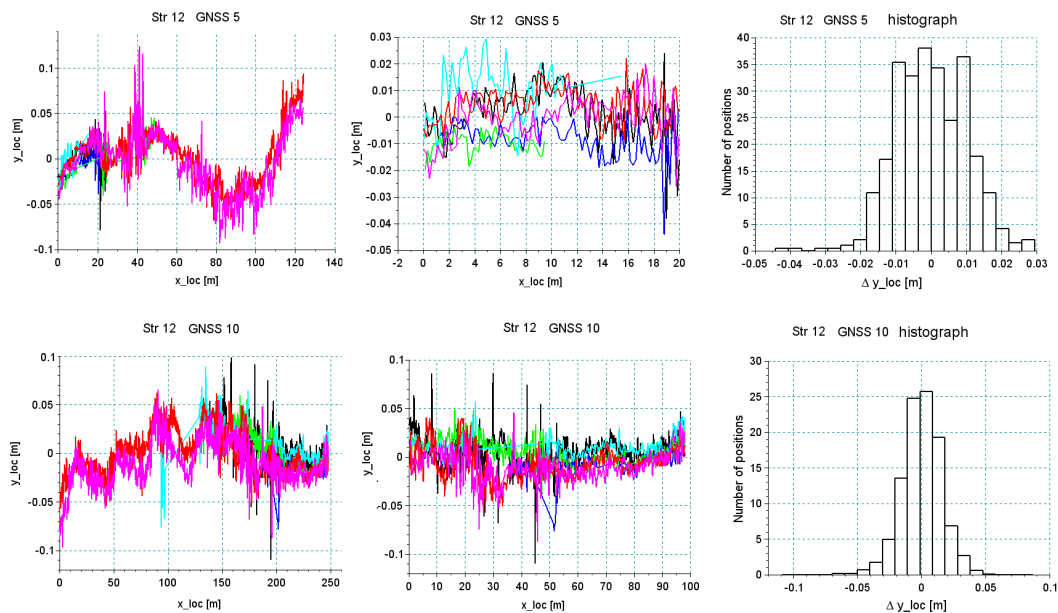 Str 12 GNSS 5
y_loc [m]
0.1
0.05
0
-0.05
-0.1
0 20 40 60 80 100 120 140
x_loc [m]
Str 12 GNSS 5
y_loc [m]
0.03
0.02
0.01
0
-0.01
-0.02
-0.03
-0.04
-0.05
-2 0 2 4 6 8 10 12 14 16 18 20
x_loc [m]
Str 12 GNSS 5 histograph
Number of positions
40
35
30
25
20
15
10
5
0
-0.05 -0.04 -0.03 -0.02 -0.01 0 0.01 0.02 0.03
Δ y_loc [m]
Str 12 GNSS 10
y_loc [m]
0.1
0.05
0
-0.05
-0.1
0 50 100 150 200 250
x_loc [m]
Str 12 GNSS 10
y_loc [m]
0.1
0.05
0
-0.05
-0.1
0 10 20 30 40 50 60 70 80 90 100
x_loc [m]
Str 12 GNSS 10 histograph
Number of positions
30
25
20
15
10
5
0
-0.1 -0.05 0 0.05 0.1
Δ y_loc [m]